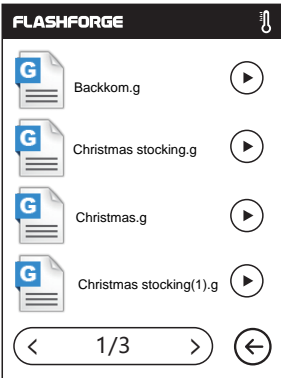 FLASHFORGE
G
Backkom.g
G
Christmas stocking.g
G
Christmas.g
G
Christmas stocking(1).g
1/3